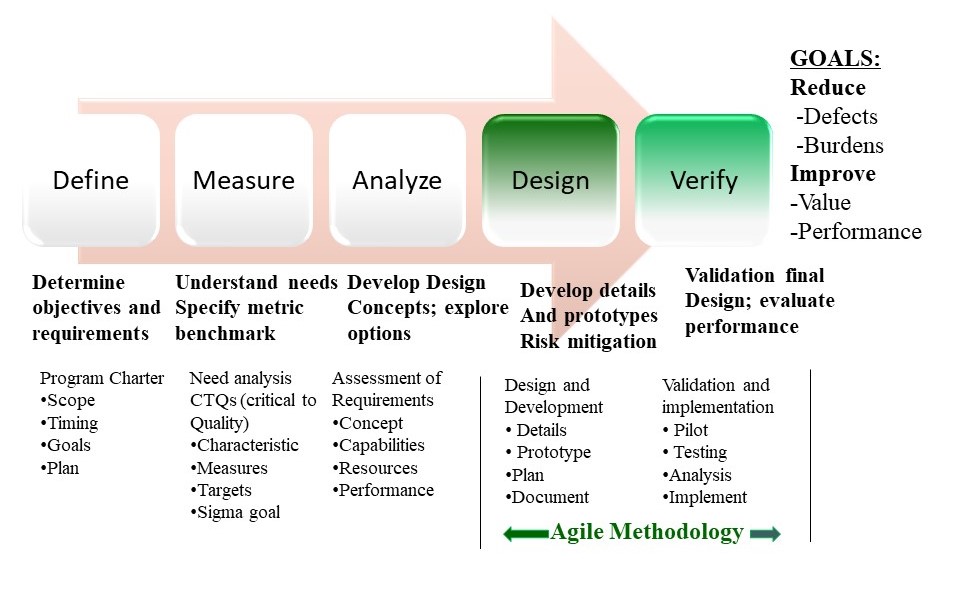 Define
Measure
Analyze
Design
Verify
GOALS:
Reduce
-Defects
-Burdens
Improve
-Value
-Performance
Determine
objectives and
requirements
Understand needs
Specify metric
benchmark
Develop Design
Concepts; explore
options
Develop details
And prototypes
Risk mitigation
Validation final
Design; evaluate
performance
Program Charter
•Scope
•Timing
•Goals
•Plan
Need analysis
CTQs (critical to
Quality)
•Characteristic
•Measures
•Targets
•Sigma goal
Assessment of
Requirements
•Concept
•Capabilities
•Resources
•Performance
Design and
Development
• Details
• Prototype
•Plan
•Document
Validation and
implementation
• Pilot
• Testing
•Analysis
•Implement
Agile Methodology